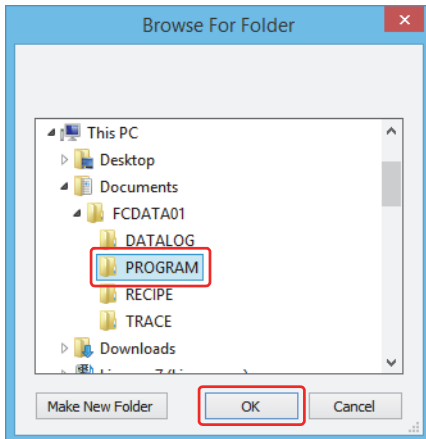 Browse For Folder
This PC
Desktop
Documents
FCDATA01
DATALOG
PROGRAM
RECIPE
TRACE
Downloads
Make New Folder
OK
Cancel